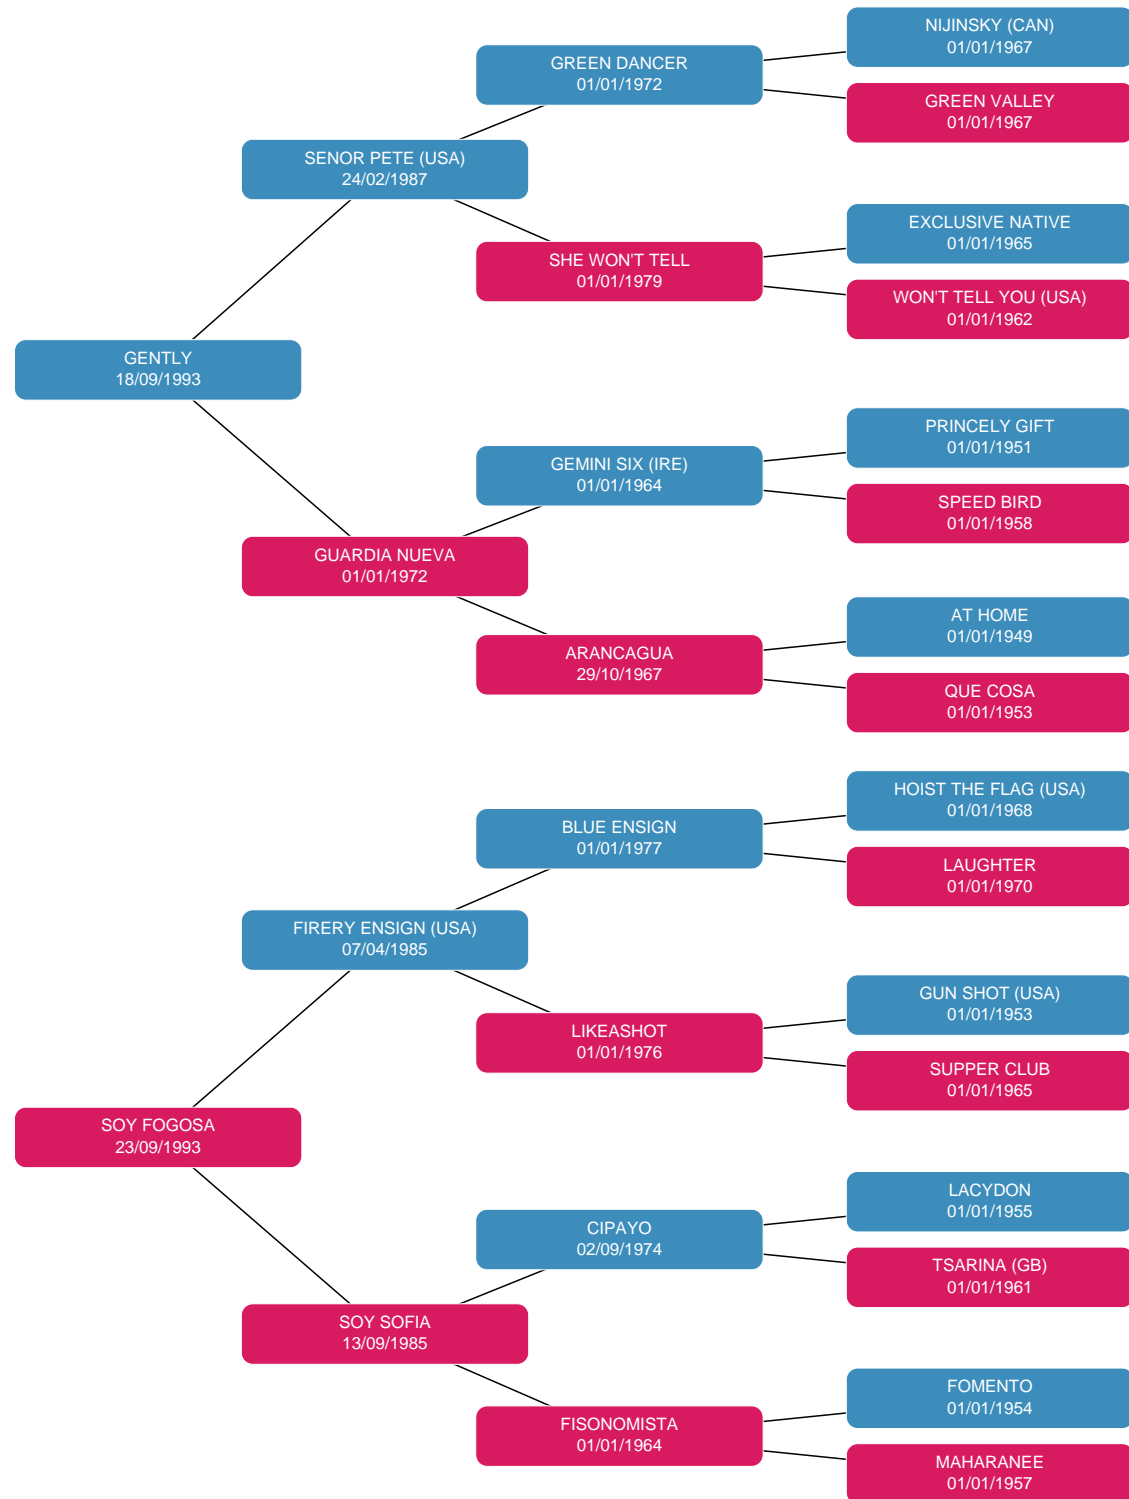 NIJINSKY (CAN)
01/01/1967
GREEN DANCER
01/01/1972
GREEN VALLEY
01/01/1967
SENOR PETE (USA)
24/02/1987
EXCLUSIVE NATIVE
01/01/1965
SHE WON'T TELL
01/01/1979
WON'T TELL YOU (USA)
01/01/1962
GENTLY
18/09/1993
PRINCELY GIFT
01/01/1951
GEMINI SIX (IRE)
01/01/1964
SPEED BIRD
01/01/1958
GUARDIA NUEVA
01/01/1972
AT HOME
01/01/1949
ARANCAGUA
29/10/1967
QUE COSA
01/01/1953
HOIST THE FLAG (USA)
01/01/1968
BLUE ENSIGN
01/01/1977
LAUGHTER
01/01/1970
FIRERY ENSIGN (USA)
07/04/1985
GUN SHOT (USA)
01/01/1953
LIKEASHOT
01/01/1976
SUPPER CLUB
01/01/1965
SOY FOGOSA
23/09/1993
LACYDON
01/01/1955
CIPAYO
02/09/1974
TSARINA (GB)
01/01/1961
SOY SOFIA
13/09/1985
FOMENTO
01/01/1954
FISONOMISTA
01/01/1964
MAHARANEE
01/01/1957